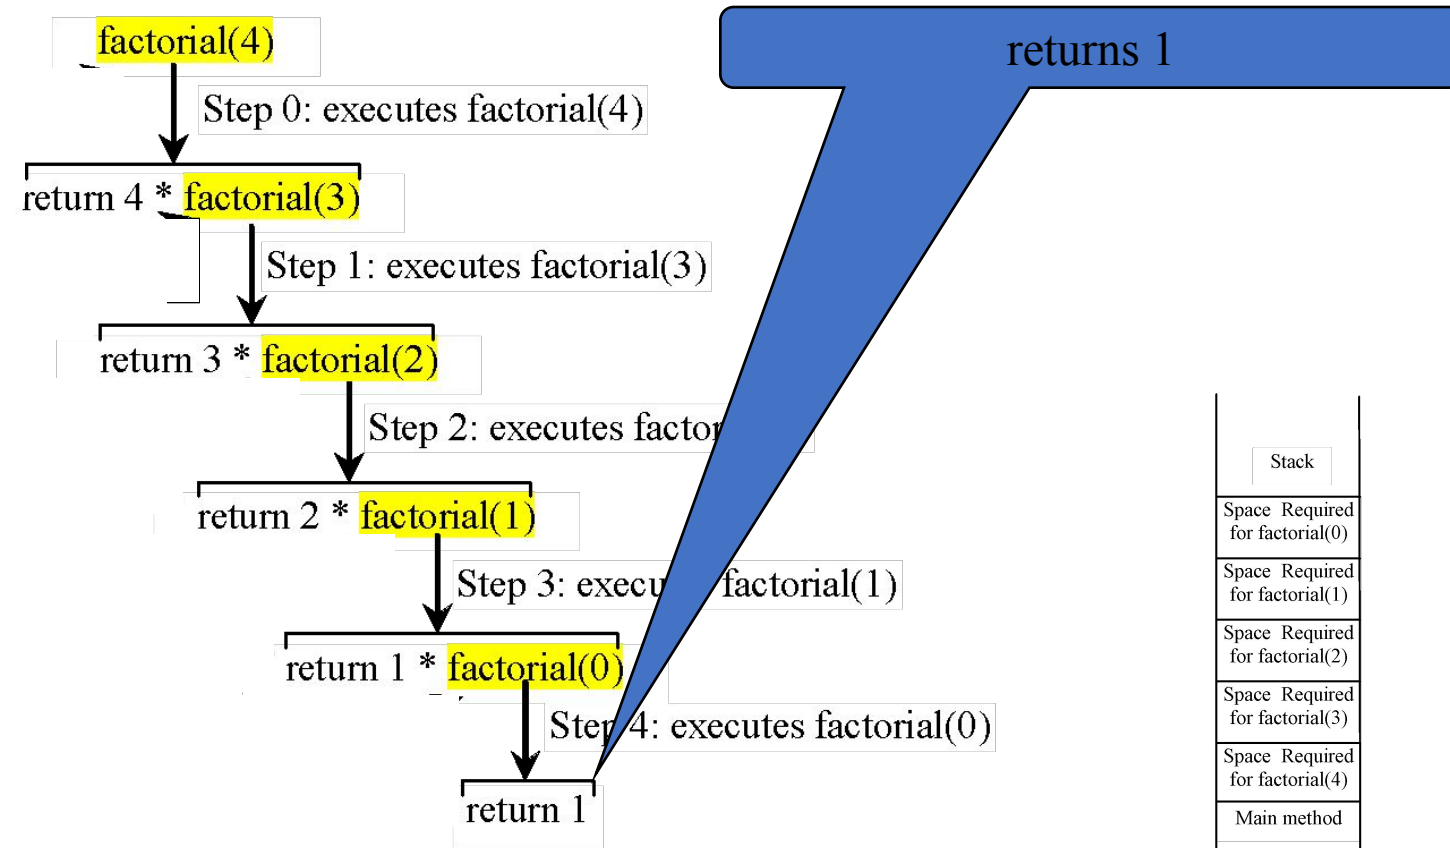 factorial(4)
returns 1
Step 0: executes factorial(4)
return 4 * factorial(3)
Step 1: executes factorial(3)
return 3 * factorial(2)
Step 2: executes
return 2 * factorial(1)
Step 3: factorial(1)
return 1 * factorial(0)
Step 4: executes factorial(0)
return 1
Stack
Space Required
for factorial(0)
Space Required
for factorial(1)
Space Required
for factorial(2)
Space Required
for factorial(3)
Space Required
for factorial(4)
Main method